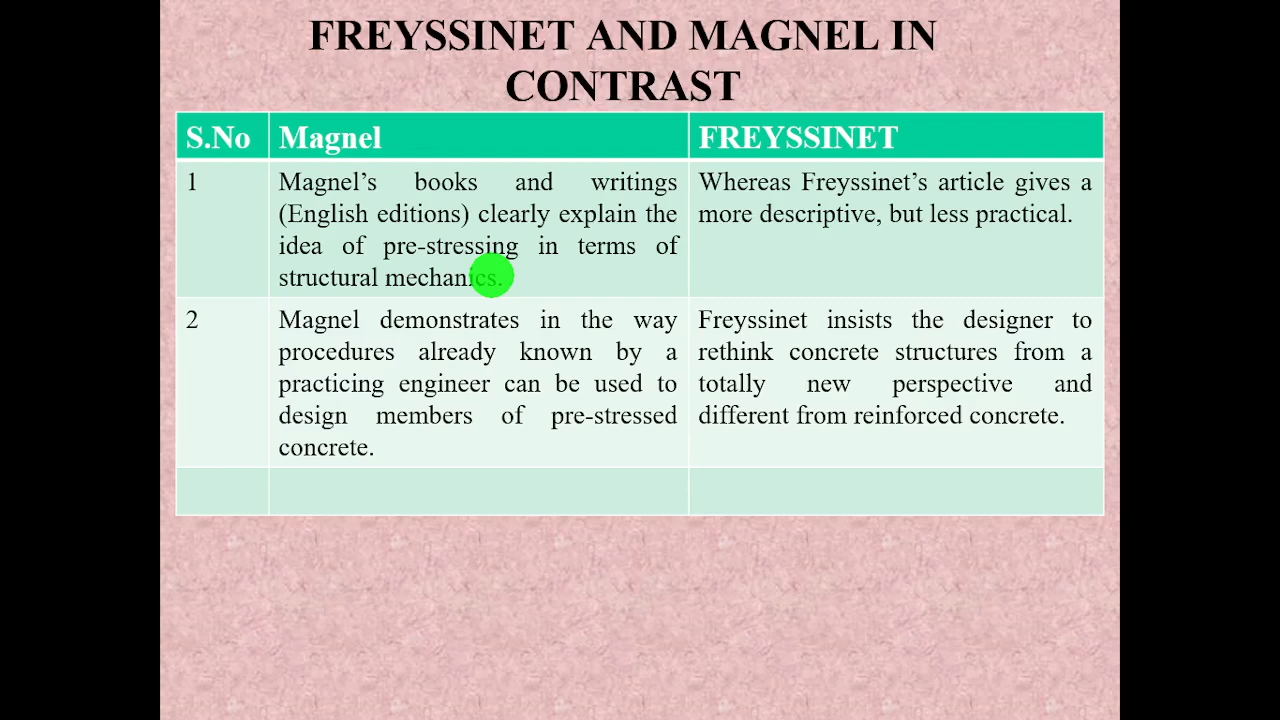 FREYSSINET AND MAGNEL IN
CONTRAST
S.No
Magnel
FREYSSINET
1
Magnel’s books and writings
(English editions) clearly explain the
idea of pre-stressing in terms of
structural mechanics.
Whereas Freyssinet’s article gives a
more descriptive, but less practical.
2
Magnel demonstrates in the way
procedures already known by a
practicing engineer can be used to
design members of pre-stressed
concrete.
Freyssinet insists the designer to
rethink concrete structures from a
totally new perspective and
different from reinforced concrete.